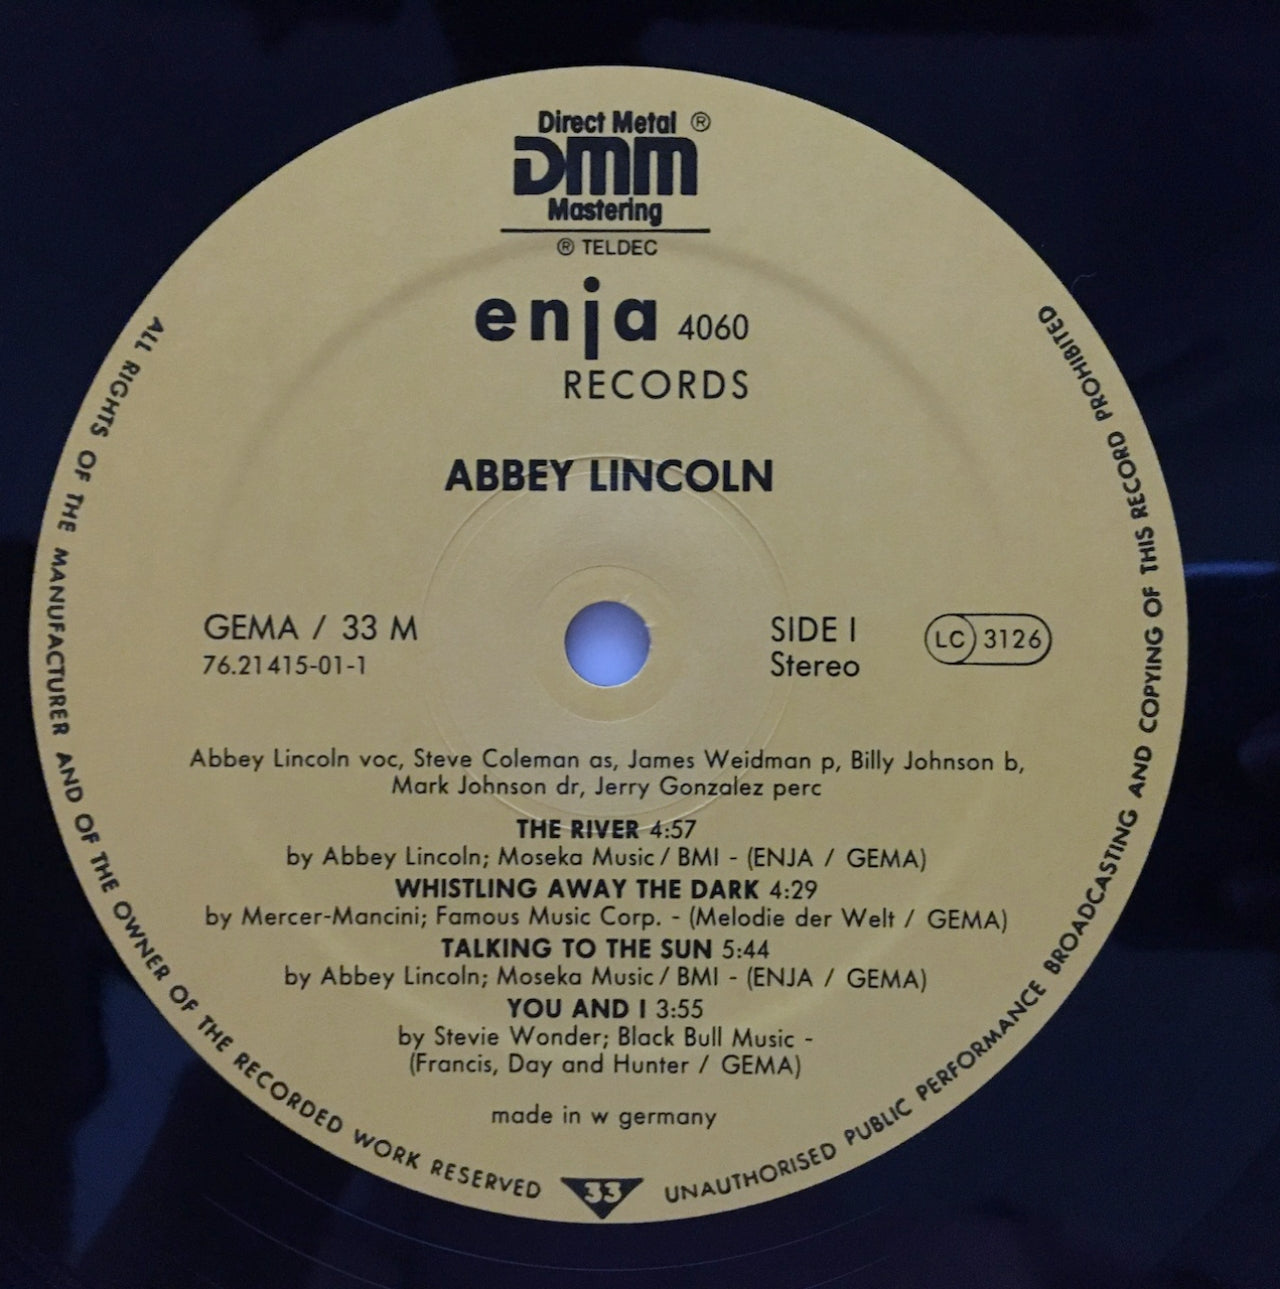 Direct Metal ®
DMM
Mastering
® TELDEC
enja 4060
RECORDS
ABBEY LINCOLN
GEMA / 33 M
76.21415-01-1
SIDE I
Stereo
LC 3126
Abbey Lincoln voc, Steve Coleman as, James Weidman p, Billy Johnson b,
Mark Johnson dr, Jerry Gonzalez perc
THE RIVER 4:57
by Abbey Lincoln; Moseka Music / BMI - (ENJA / GEMA)
WHISTLING AWAY THE DARK 4:29
by Mercer-Mancini; Famous Music Corp. - (Melodie der Welt / GEMA)
TALKING TO THE SUN 5:44
by Abbey Lincoln; Moseka Music / BMI - (ENJA / GEMA)
YOU AND I 3:55
by Stevie Wonder; Black Bull Music -
(Francis, Day and Hunter / GEMA)
made in w germany
ALL RIGHTS OF THE MANUFACTURER AND OF THE OWNER OF THE RECORDED WORK RESERVED
33
UNAUTHORISED PUBLIC PERFORMANCE BROADCASTING AND COPYING OF THIS RECORD PROHIBITED